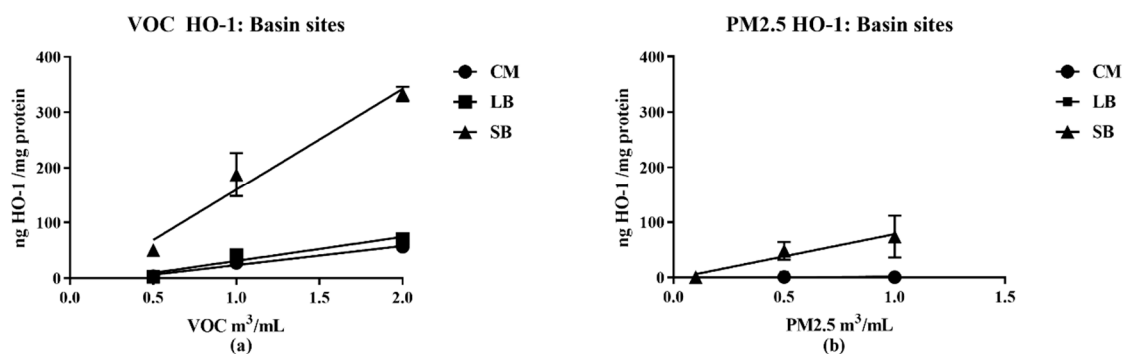 VOC HO-1: Basin sites
ng HO-1 /mg protein
400
300
200
100
0
0.0 0.5 1.0 1.5 2.0
VOC m³/mL
(a)
CM
LB
SB
PM2.5 HO-1: Basin sites
ng HO-1 /mg protein
400
300
200
100
0
0.0 0.5 1.0 1.5
PM2.5 m³/mL
(b)
CM
LB
SB